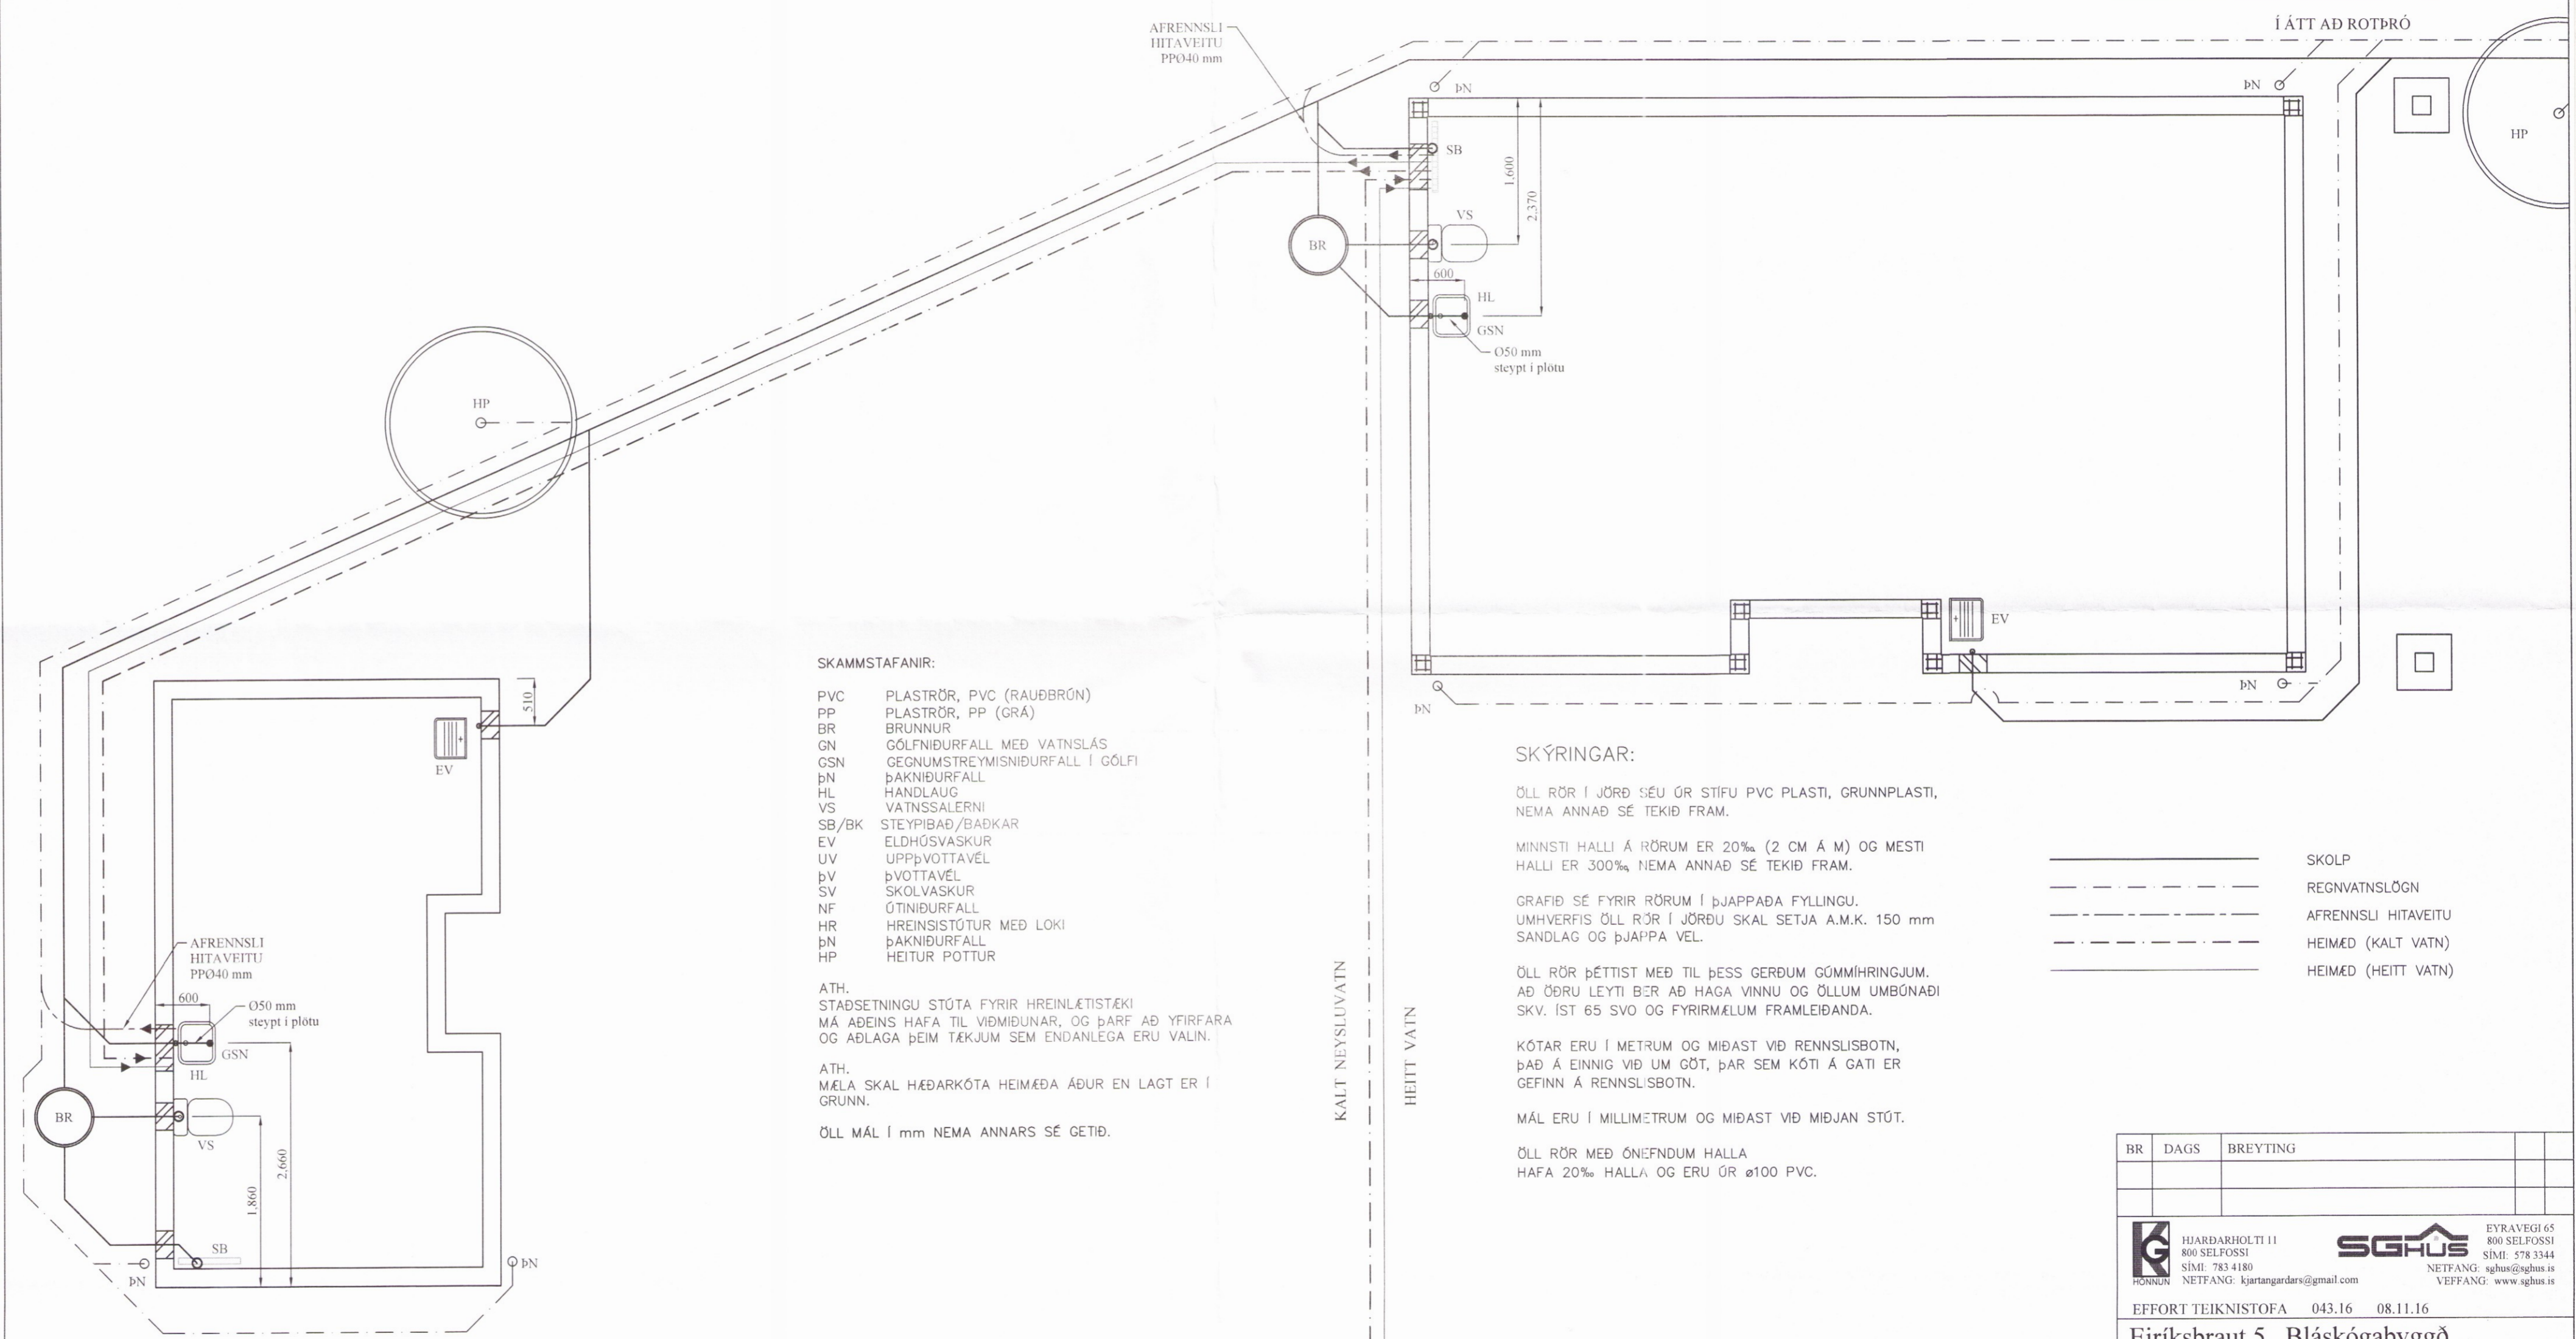 AFRENNSLI
HITAVEITU
PPØ40 mm
Í ÁTT AÐ ROTÞRÓ
ÞN
ÞN
HP
SB
1,600
2,370
VS
BR
600
HL
GSN
Ø50 mm
steypt í plötu
HP
EV
ÞN
ÞN
510
EV
AFRENNSLI
HITAVEITU
PPØ40 mm
600
Ø50 mm
steypt í plötu
GSN
HL
BR
VS
2,660
1,860
SB
ÞN
ÞN
SKAMMSTAFANIR:
PVC PLASTRÖR, PVC (RAUÐBRÚN)
PP PLASTRÖR, PP (GRÁ)
BR BRUNNUR
GN GÓLFNIÐURFALL MEÐ VATNSLÁS
GSN GEGNUMSTREYMISNIÐURFALL Í GÓLFI
ÞN ÞAKNIÐURFALL
HL HANDLAUG
VS VATNSSALERNI
SB/BK STEYPIBAÐ/BAÐKAR
EV ELDHÚSVASKUR
UV UPPÞVOTTAVÉL
ÞV ÞVOTTAVÉL
SV SKOLVASKUR
NF ÚTINIÐURFALL
HR HREINSISTÚTUR MEÐ LOKI
ÞN ÞAKNIÐURFALL
HP HEITUR POTTUR
ATH.
STAÐSETNINGU STÚTA FYRIR HREINLÆTISTÆKI
MÁ AÐEINS HAFA TIL VIÐMIÐUNAR, OG ÞARF AÐ YFIRFARA
OG AÐLAGA ÞEIM TÆKJUM SEM ENDANLEGA ERU VALIN.
ATH.
MÆLA SKAL HÆÐARKÓTA HEIMÆÐA ÁÐUR EN LAGT ER Í
GRUNN.
ÖLL MÁL Í mm NEMA ANNARS SÉ GETIÐ.
KALT NEYSLUVATN
HEITT VATN
SKÝRINGAR:
ÖLL RÖR Í JÖRÐ SÉU ÚR STÍFU PVC PLASTI, GRUNNPLASTI,
NEMA ANNAÐ SÉ TEKIÐ FRAM.
MINNSTI HALLI Á RÖRUM ER 20‰ (2 CM Á M) OG MESTI
HALLI ER 300‰, NEMA ANNAÐ SÉ TEKIÐ FRAM.
GRAFIÐ SÉ FYRIR RÖRUM Í ÞJAPPAÐA FYLLINGU.
UMHVERFIS ÖLL RÖR Í JÖRÐU SKAL SETJA A.M.K. 150 mm
SANDLAG OG ÞJAPPA VEL.
ÖLL RÖR ÞÉTTIST MEÐ TIL ÞESS GERÐUM GÚMMÍHRINGJUM.
AÐ ÖÐRU LEYTI BER AÐ HAGA VINNU OG ÖLLUM UMBÚNAÐI
SKV. ÍST 65 SVO OG FYRIRMÆLUM FRAMLEIÐANDA.
KÓTAR ERU Í METRUM OG MIÐAST VIÐ RENNSLISBOTN,
ÞAÐ Á EINNIG VIÐ UM GÖT, ÞAR SEM KÓTI Á GATI ER
GEFINN Á RENNSLISBOTN.
MÁL ERU Í MILLIMETRUM OG MIÐAST VIÐ MIÐJAN STÚT.
ÖLL RÖR MEÐ ÓNEFNDUM HALLA
HAFA 20‰ HALLA OG ERU ÚR ø100 PVC.
SKOLP
REGNVATNSLÖGN
AFRENNSLI HITAVEITU
HEIMÆÐ (KALT VATN)
HEIMÆÐ (HEITT VATN)
BR DAGS BREYTING
KG
HÖNNUN
HJARÐARHOLTI 11
800 SELFOSSI
SÍMI: 783 4180
NETFANG: kjartangardars@gmail.com
SG HÚS
EYRAVEGI 65
800 SELFOSSI
SÍMI: 578 3344
NETFANG: sghus@sghus.is
VEFFANG: www.sghus.is
EFFORT TEIKNISTOFA 043.16 08.11.16
Eiríksbraut 5, Bláskógabyggð